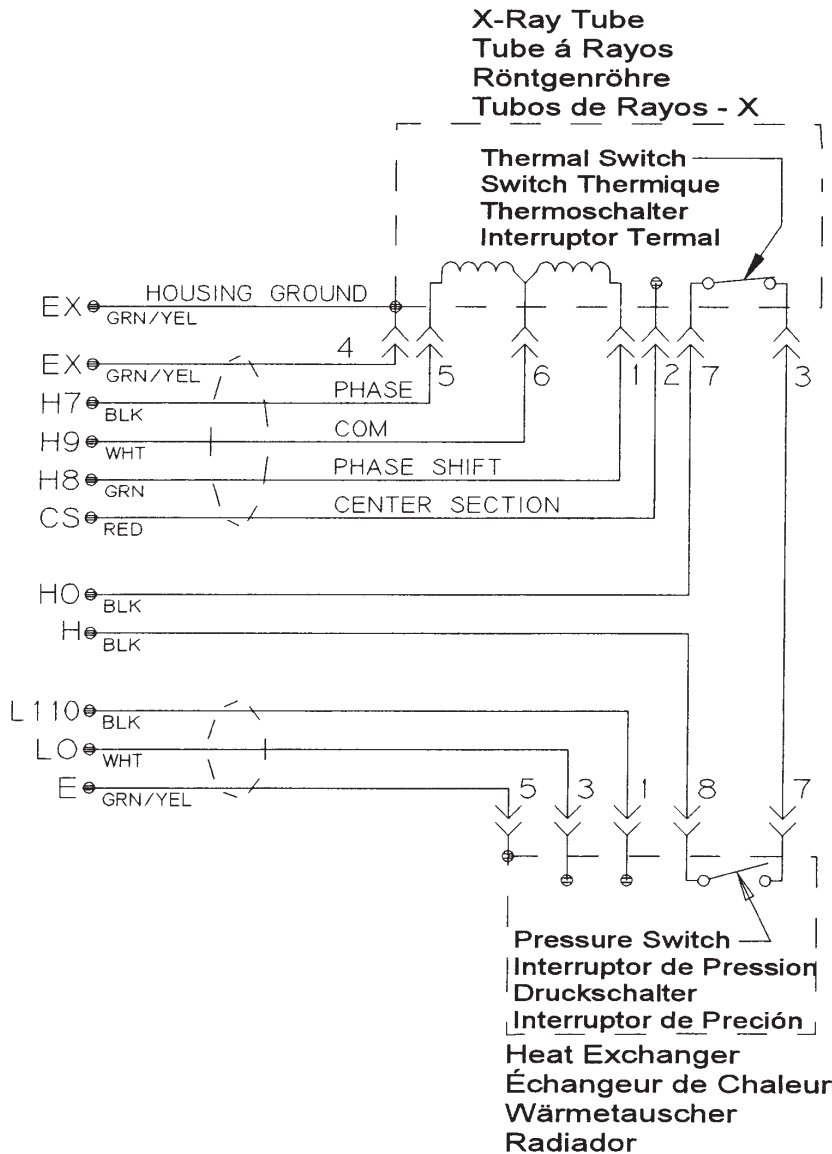 X-Ray Tube
Tube á Rayos
Röntgenröhre
Tubos de Rayos - X
Thermal Switch
Switch Thermique
Thermoschalter
Interruptor Termal
EX HOUSING GROUND
GRN/YEL
EX GRN/YEL 4 5 6 1 2 7 3
H7 BLK PHASE
H9 WHT COM
H8 GRN PHASE SHIFT
CS RED CENTER SECTION
HO BLK
H BLK
L110 BLK
LO WHT
E GRN/YEL 5 3 1 8 7
Pressure Switch
Interruptor de Pression
Druckschalter
Interruptor de Preción
Heat Exchanger
Échangeur de Chaleur
Wärmetauscher
Radiador